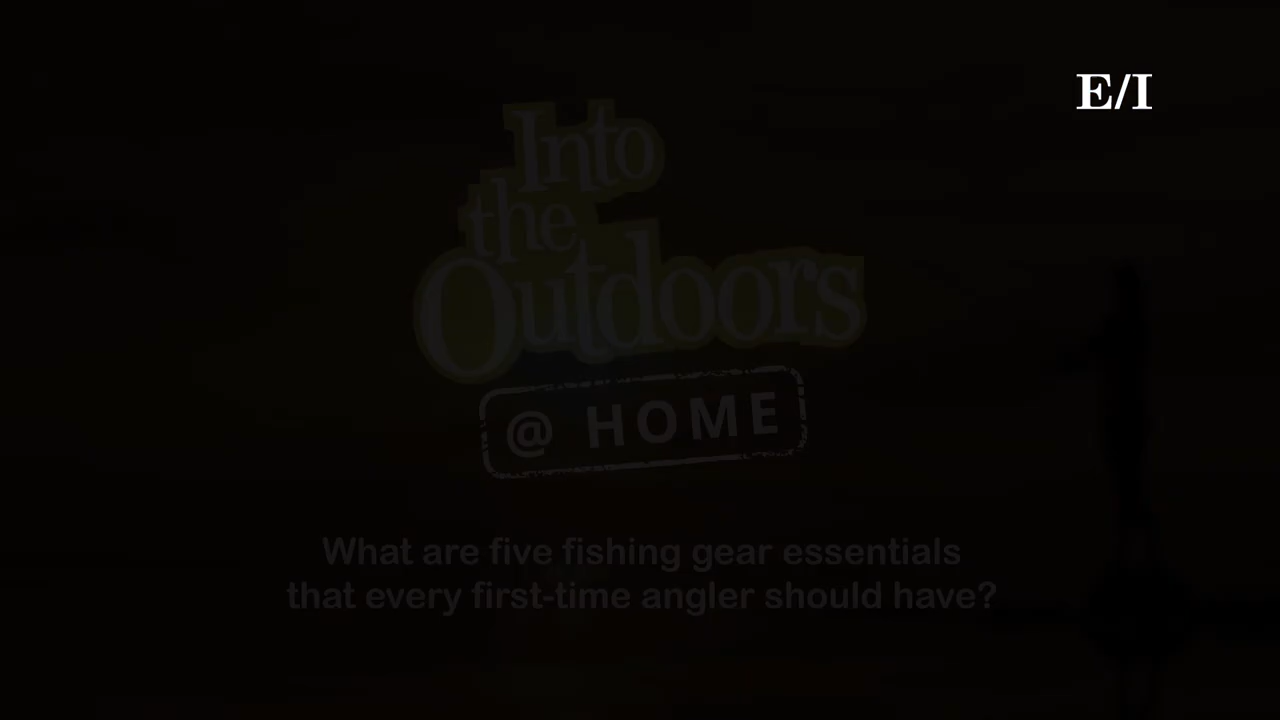 E/I
Into
the
Outdoors
@ HOME
What are five fishing gear essentials
that every first-time angler should have?